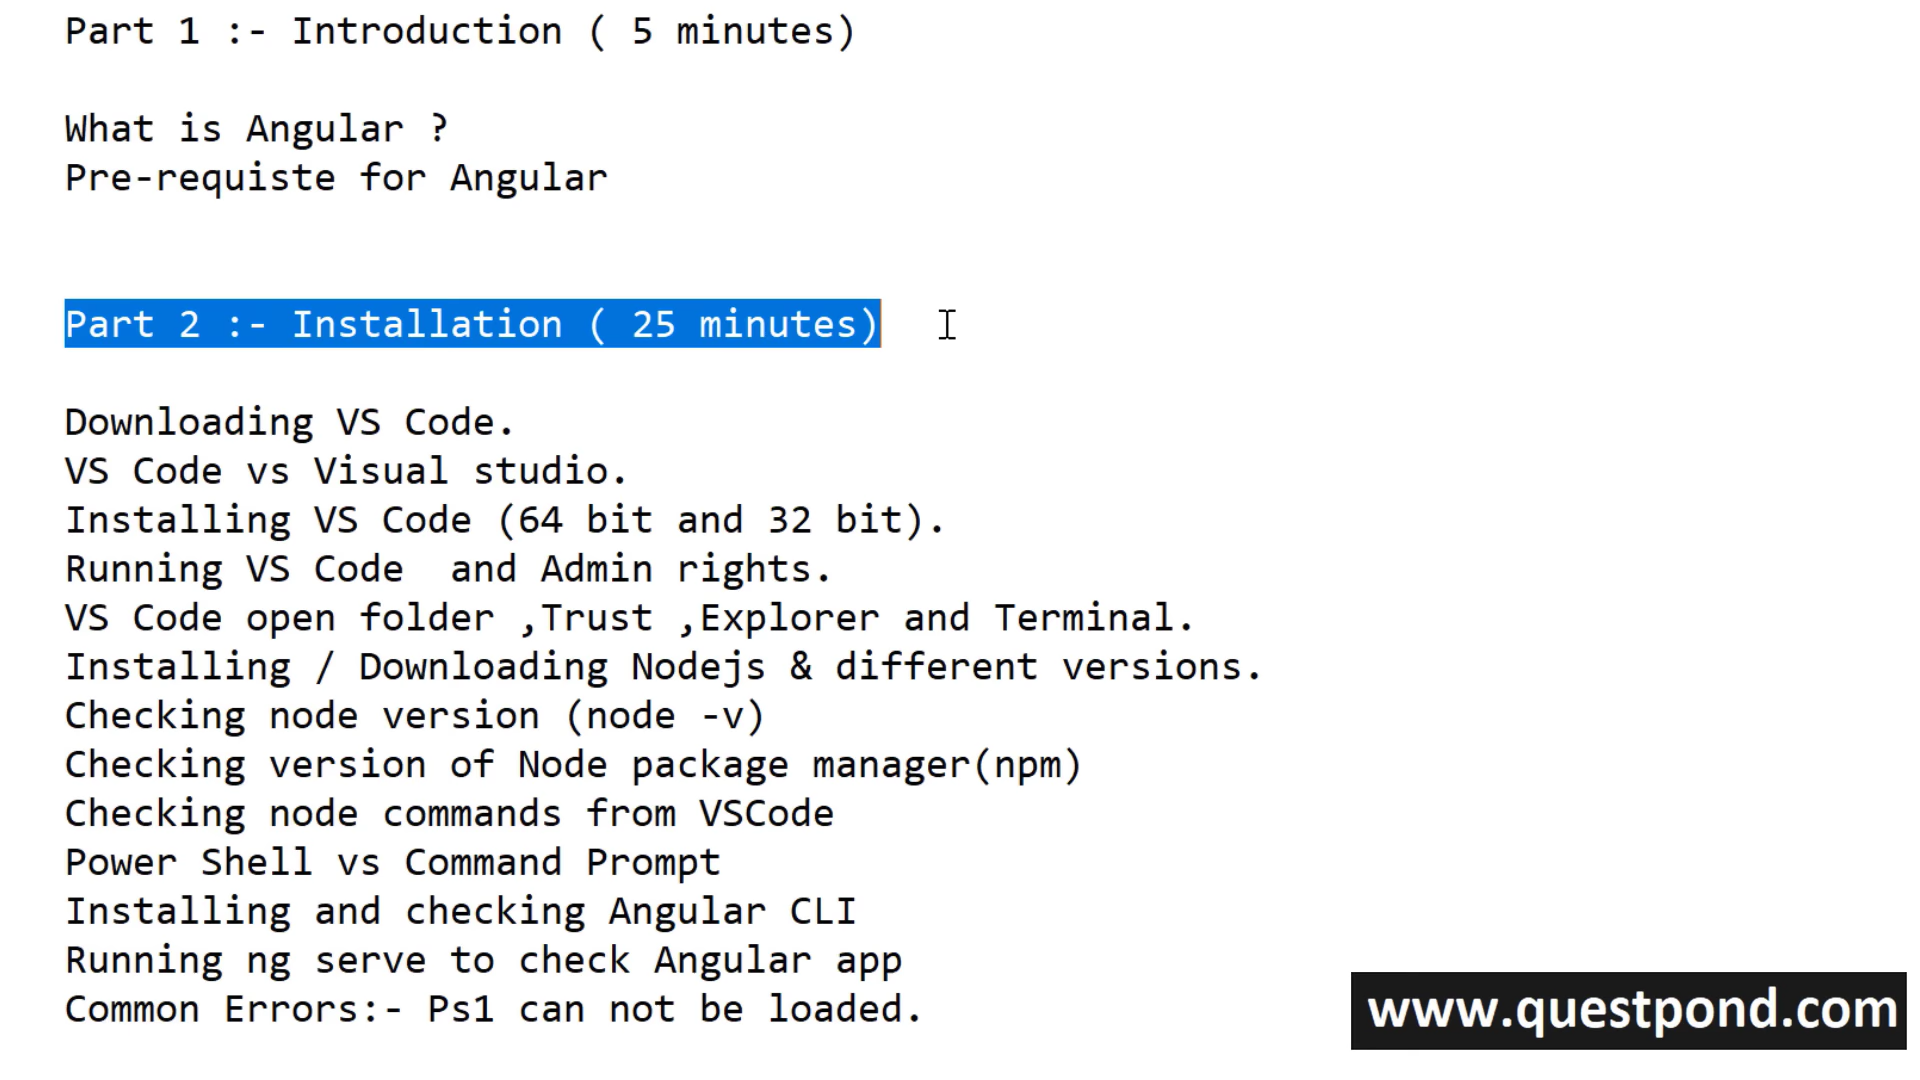 Part 1 :- Introduction ( 5 minutes)
What is Angular ?
Pre-requiste for Angular
Part 2 :- Installation ( 25 minutes)
Downloading VS Code.
VS Code vs Visual studio.
Installing VS Code (64 bit and 32 bit).
Running VS Code  and Admin rights.
VS Code open folder ,Trust ,Explorer and Terminal.
Installing / Downloading Nodejs & different versions.
Checking node version (node -v)
Checking version of Node package manager(npm)
Checking node commands from VSCode
Power Shell vs Command Prompt
Installing and checking Angular CLI
Running ng serve to check Angular app
Common Errors:- Ps1 can not be loaded.
www.questpond.com